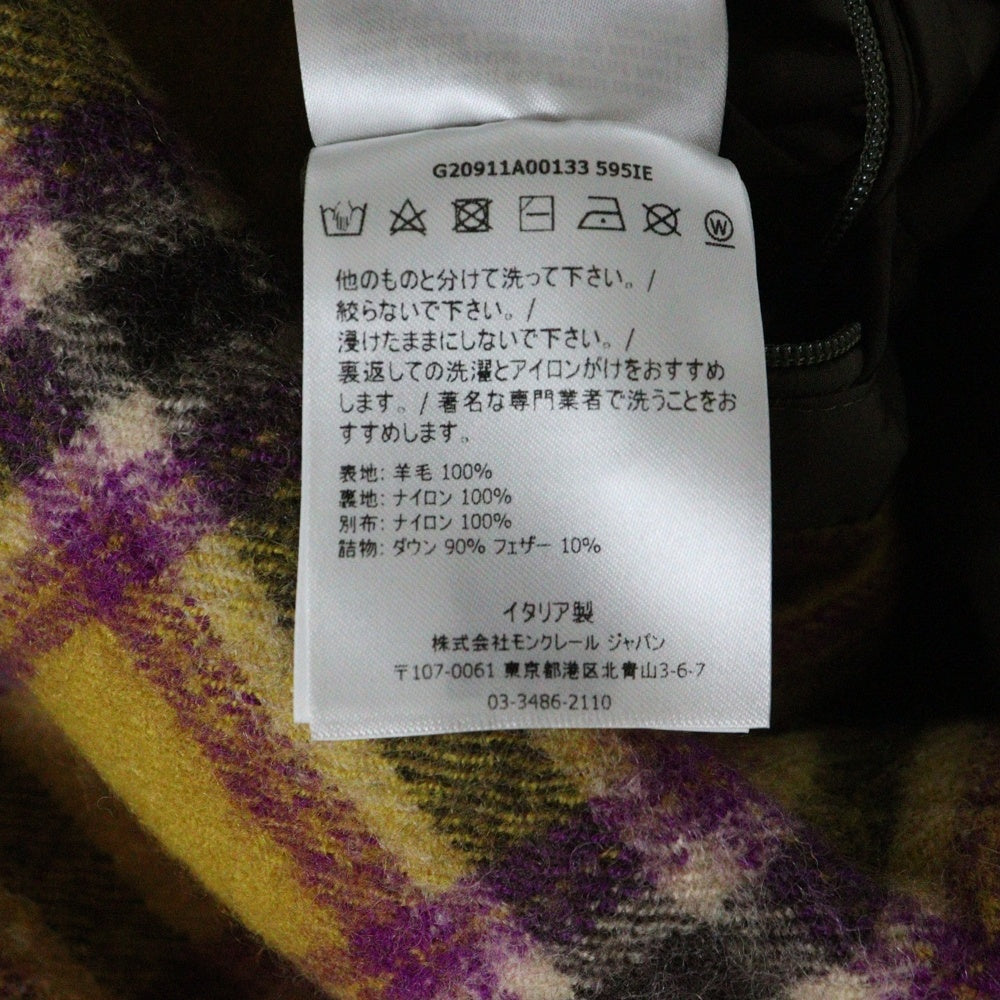 G20911A00133 595IE
W
他のものと分けて洗って下さい。/
絞らないで下さい。/
浸けたままにしないで下さい。/
裏返しての洗濯とアイロンがけをおすすめ
します。/ 著名な専門業者で洗うことをお
すすめします。
表地: 羊毛 100%
裏地: ナイロン 100%
別布: ナイロン 100%
詰物: ダウン 90% フェザー 10%
イタリア製
株式会社モンクレール ジャパン
〒107-0061 東京都港区北青山3-6-7
03-3486-2110